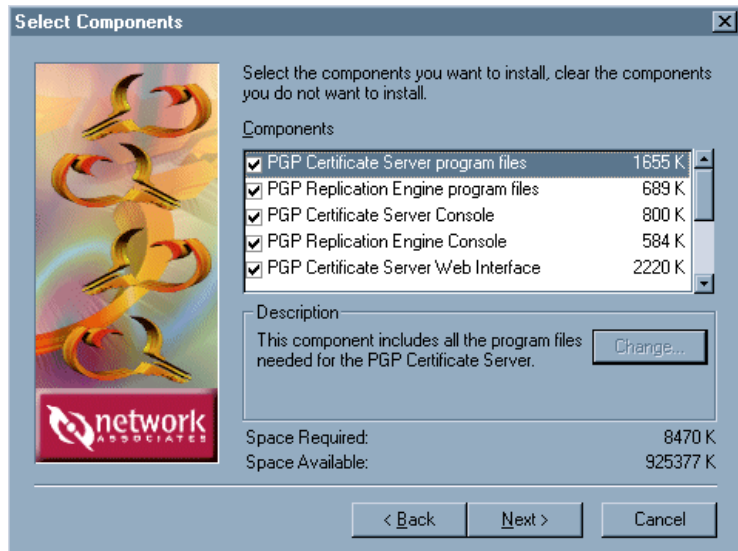 Select Components
Select the components you want to install, clear the components
you do not want to install.
Components
PGP Certificate Server program files 1655 K
PGP Replication Engine program files 689 K
PGP Certificate Server Console 800 K
PGP Replication Engine Console 584 K
PGP Certificate Server Web Interface 2220 K
Description
This component includes all the program files
needed for the PGP Certificate Server.
Change...
network
ASSOCIATES
Space Required: 8470 K
Space Available: 925377 K
< Back
Next >
Cancel